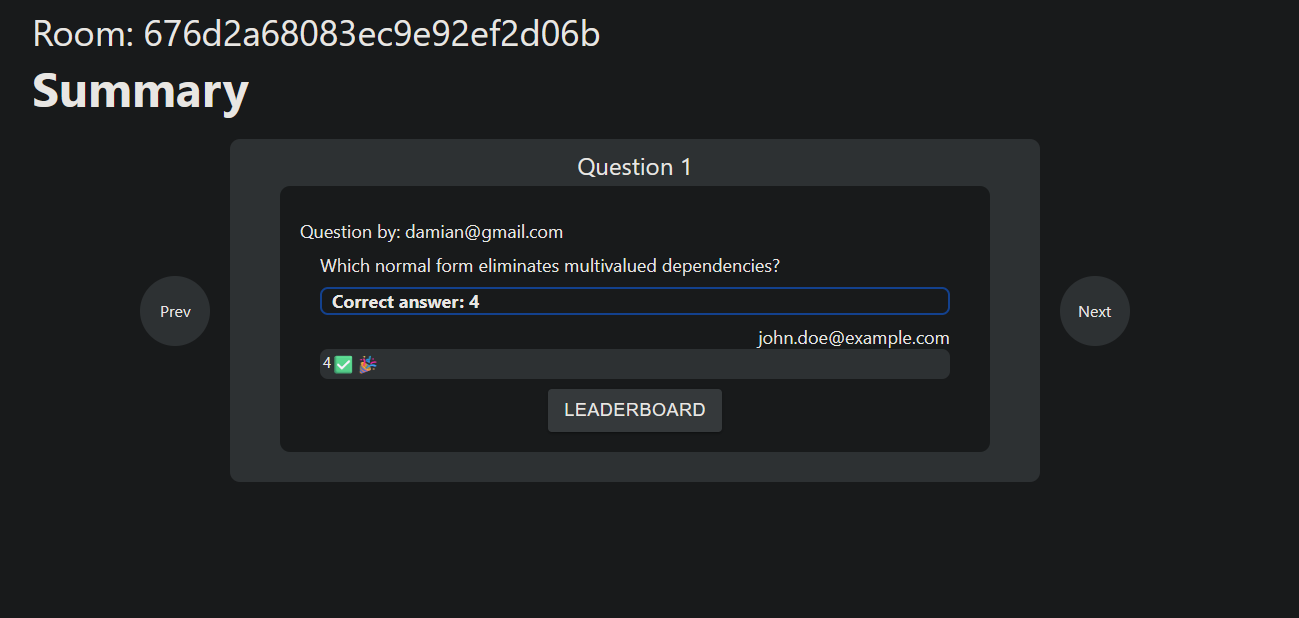 Room: 676d2a68083ec9e92ef2d06b
Summary
Question 1
Question by: damian@gmail.com
Which normal form eliminates multivalued dependencies?
Correct answer: 4
Prev
Next
john.doe@example.com
4 ✅ 🎉
LEADERBOARD